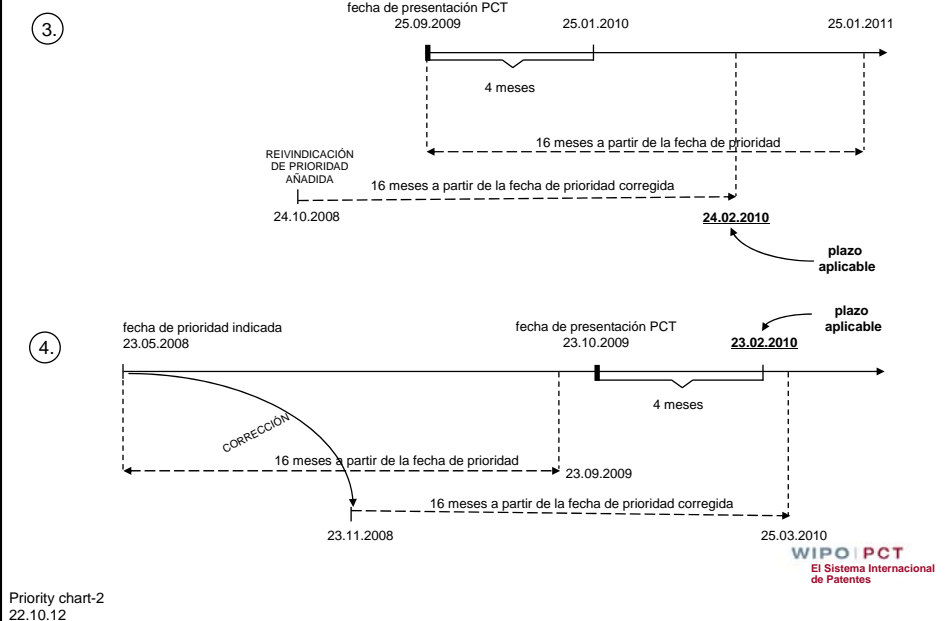 3.
fecha de presentación PCT
25.09.2009
25.01.2010
25.01.2011
4 meses
16 meses a partir de la fecha de prioridad
REIVINDICACIÓN
DE PRIORIDAD
AÑADIDA
16 meses a partir de la fecha de prioridad corregida
24.10.2008
24.02.2010
plazo
aplicable
4.
fecha de prioridad indicada
23.05.2008
fecha de presentación PCT
23.10.2009
23.02.2010
plazo
aplicable
4 meses
CORRECCIÓN
16 meses a partir de la fecha de prioridad
23.09.2009
16 meses a partir de la fecha de prioridad corregida
23.11.2008
25.03.2010
WIPO PCT
El Sistema Internacional
de Patentes
Priority chart-2
22.10.12